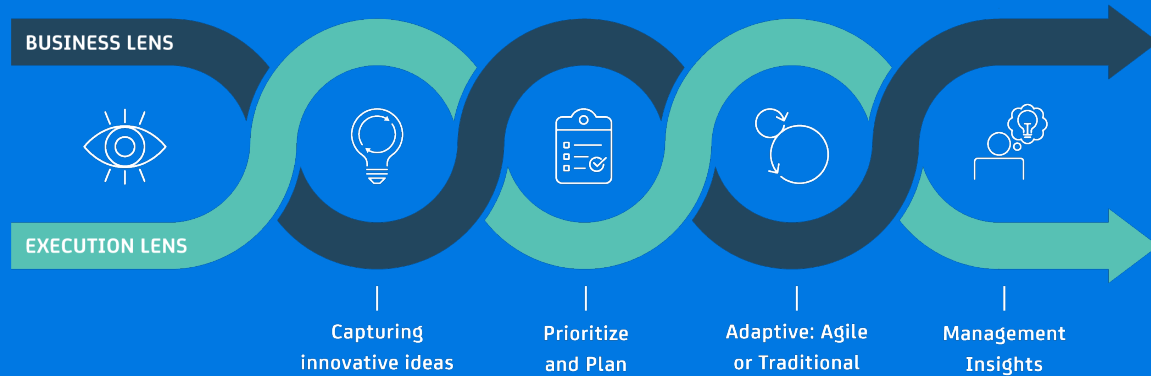 BUSINESS LENS
EXECUTION LENS
Capturing
innovative ideas
Prioritize
and Plan
Adaptive: Agile
or Traditional
Management
Insights